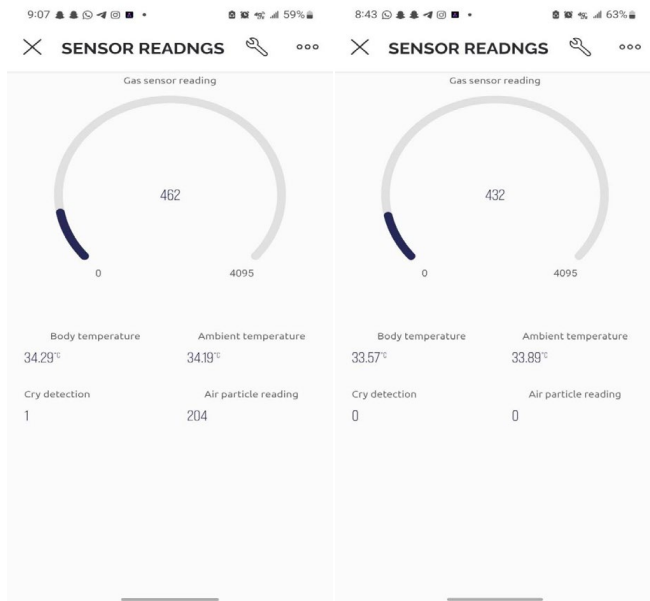 9:07 59%
SENSOR READNGS
Gas sensor reading
462
0 4095
Body temperature Ambient temperature
34.29°C 34.19°C
Cry detection Air particle reading
1 204
8:43 63%
SENSOR READNGS
Gas sensor reading
432
0 4095
Body temperature Ambient temperature
33.57°C 33.89°C
Cry detection Air particle reading
0 0